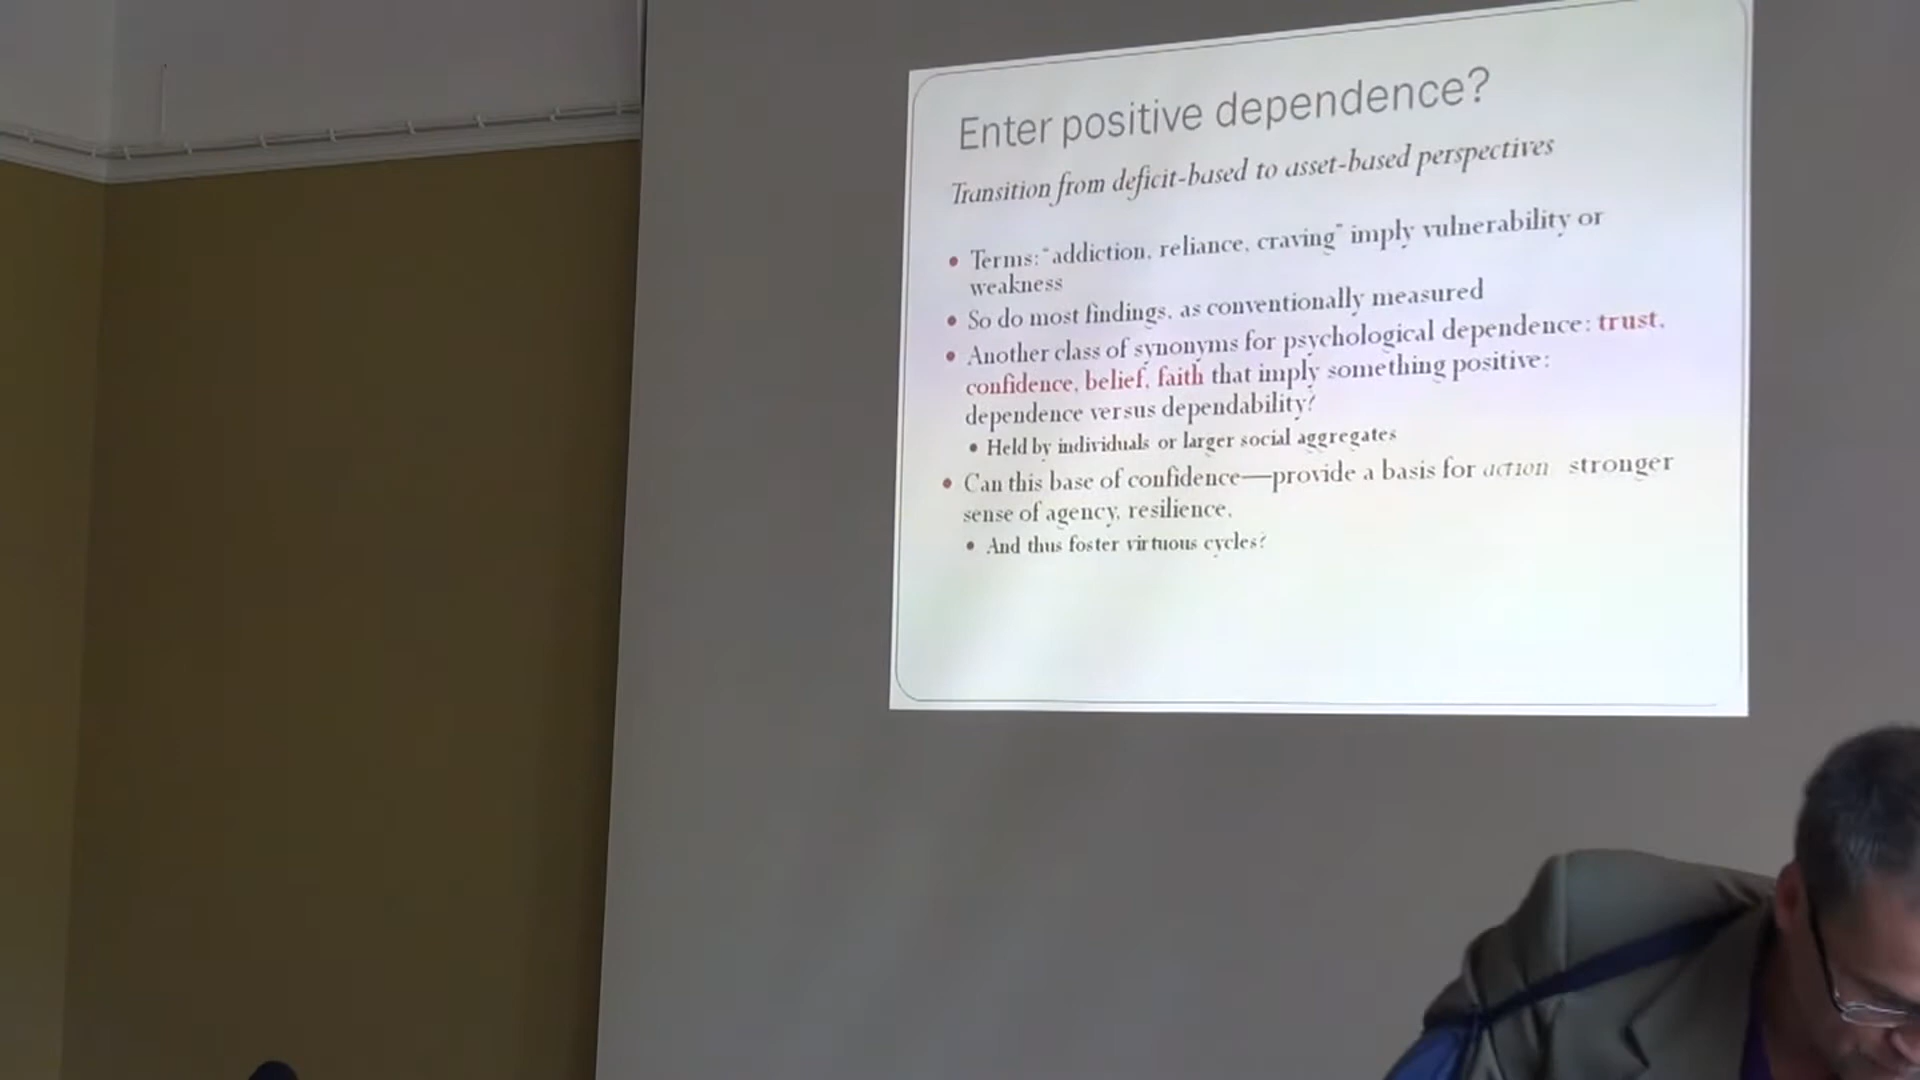 Enter positive dependence?
Transition from deficit-based to asset-based perspectives
• Terms: "addiction, reliance, craving" imply vulnerability or
weakness
• So do most findings, as conventionally measured
• Another class of synonyms for psychological dependence: trust,
confidence, belief, faith that imply something positive:
dependence versus dependability?
• Held by individuals or larger social aggregates
• Can this base of confidence—provide a basis for action stronger
sense of agency, resilience,
• And thus foster virtuous cycles?